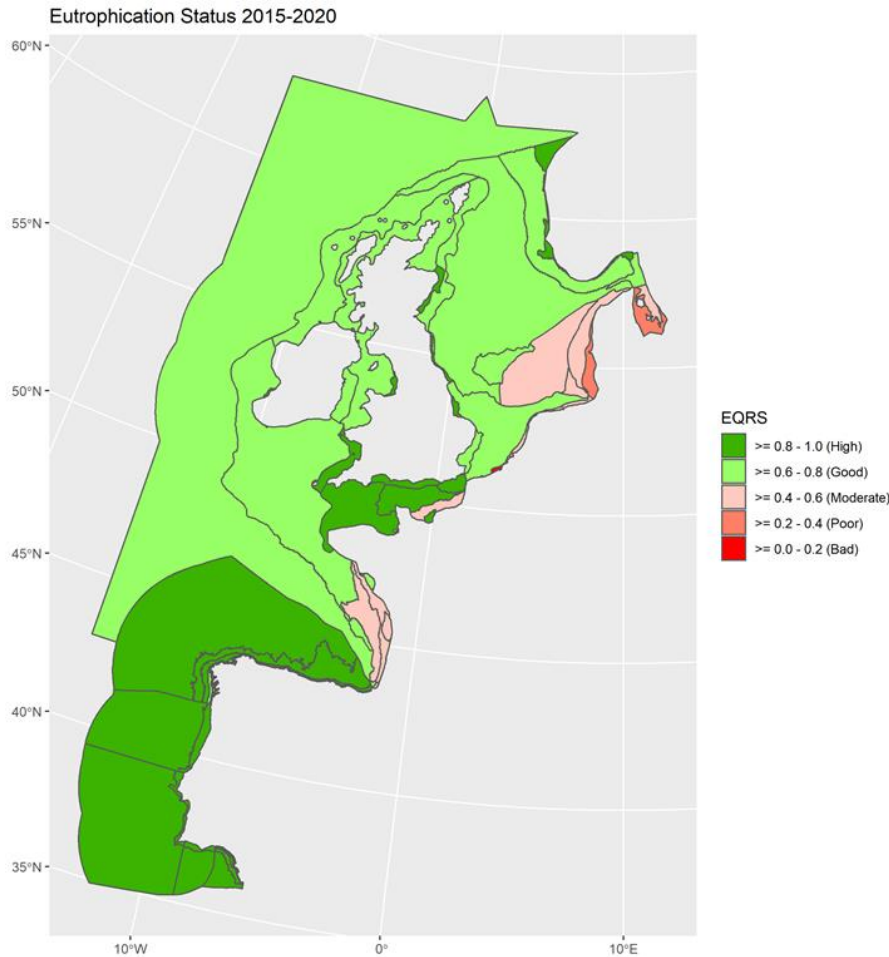 Eutrophication Status 2015-2020
60°N
55°N
50°N
45°N
40°N
35°N
10°W
0°
10°E
EQRS
>= 0.8 - 1.0 (High)
>= 0.6 - 0.8 (Good)
>= 0.4 - 0.6 (Moderate)
>= 0.2 - 0.4 (Poor)
>= 0.0 - 0.2 (Bad)